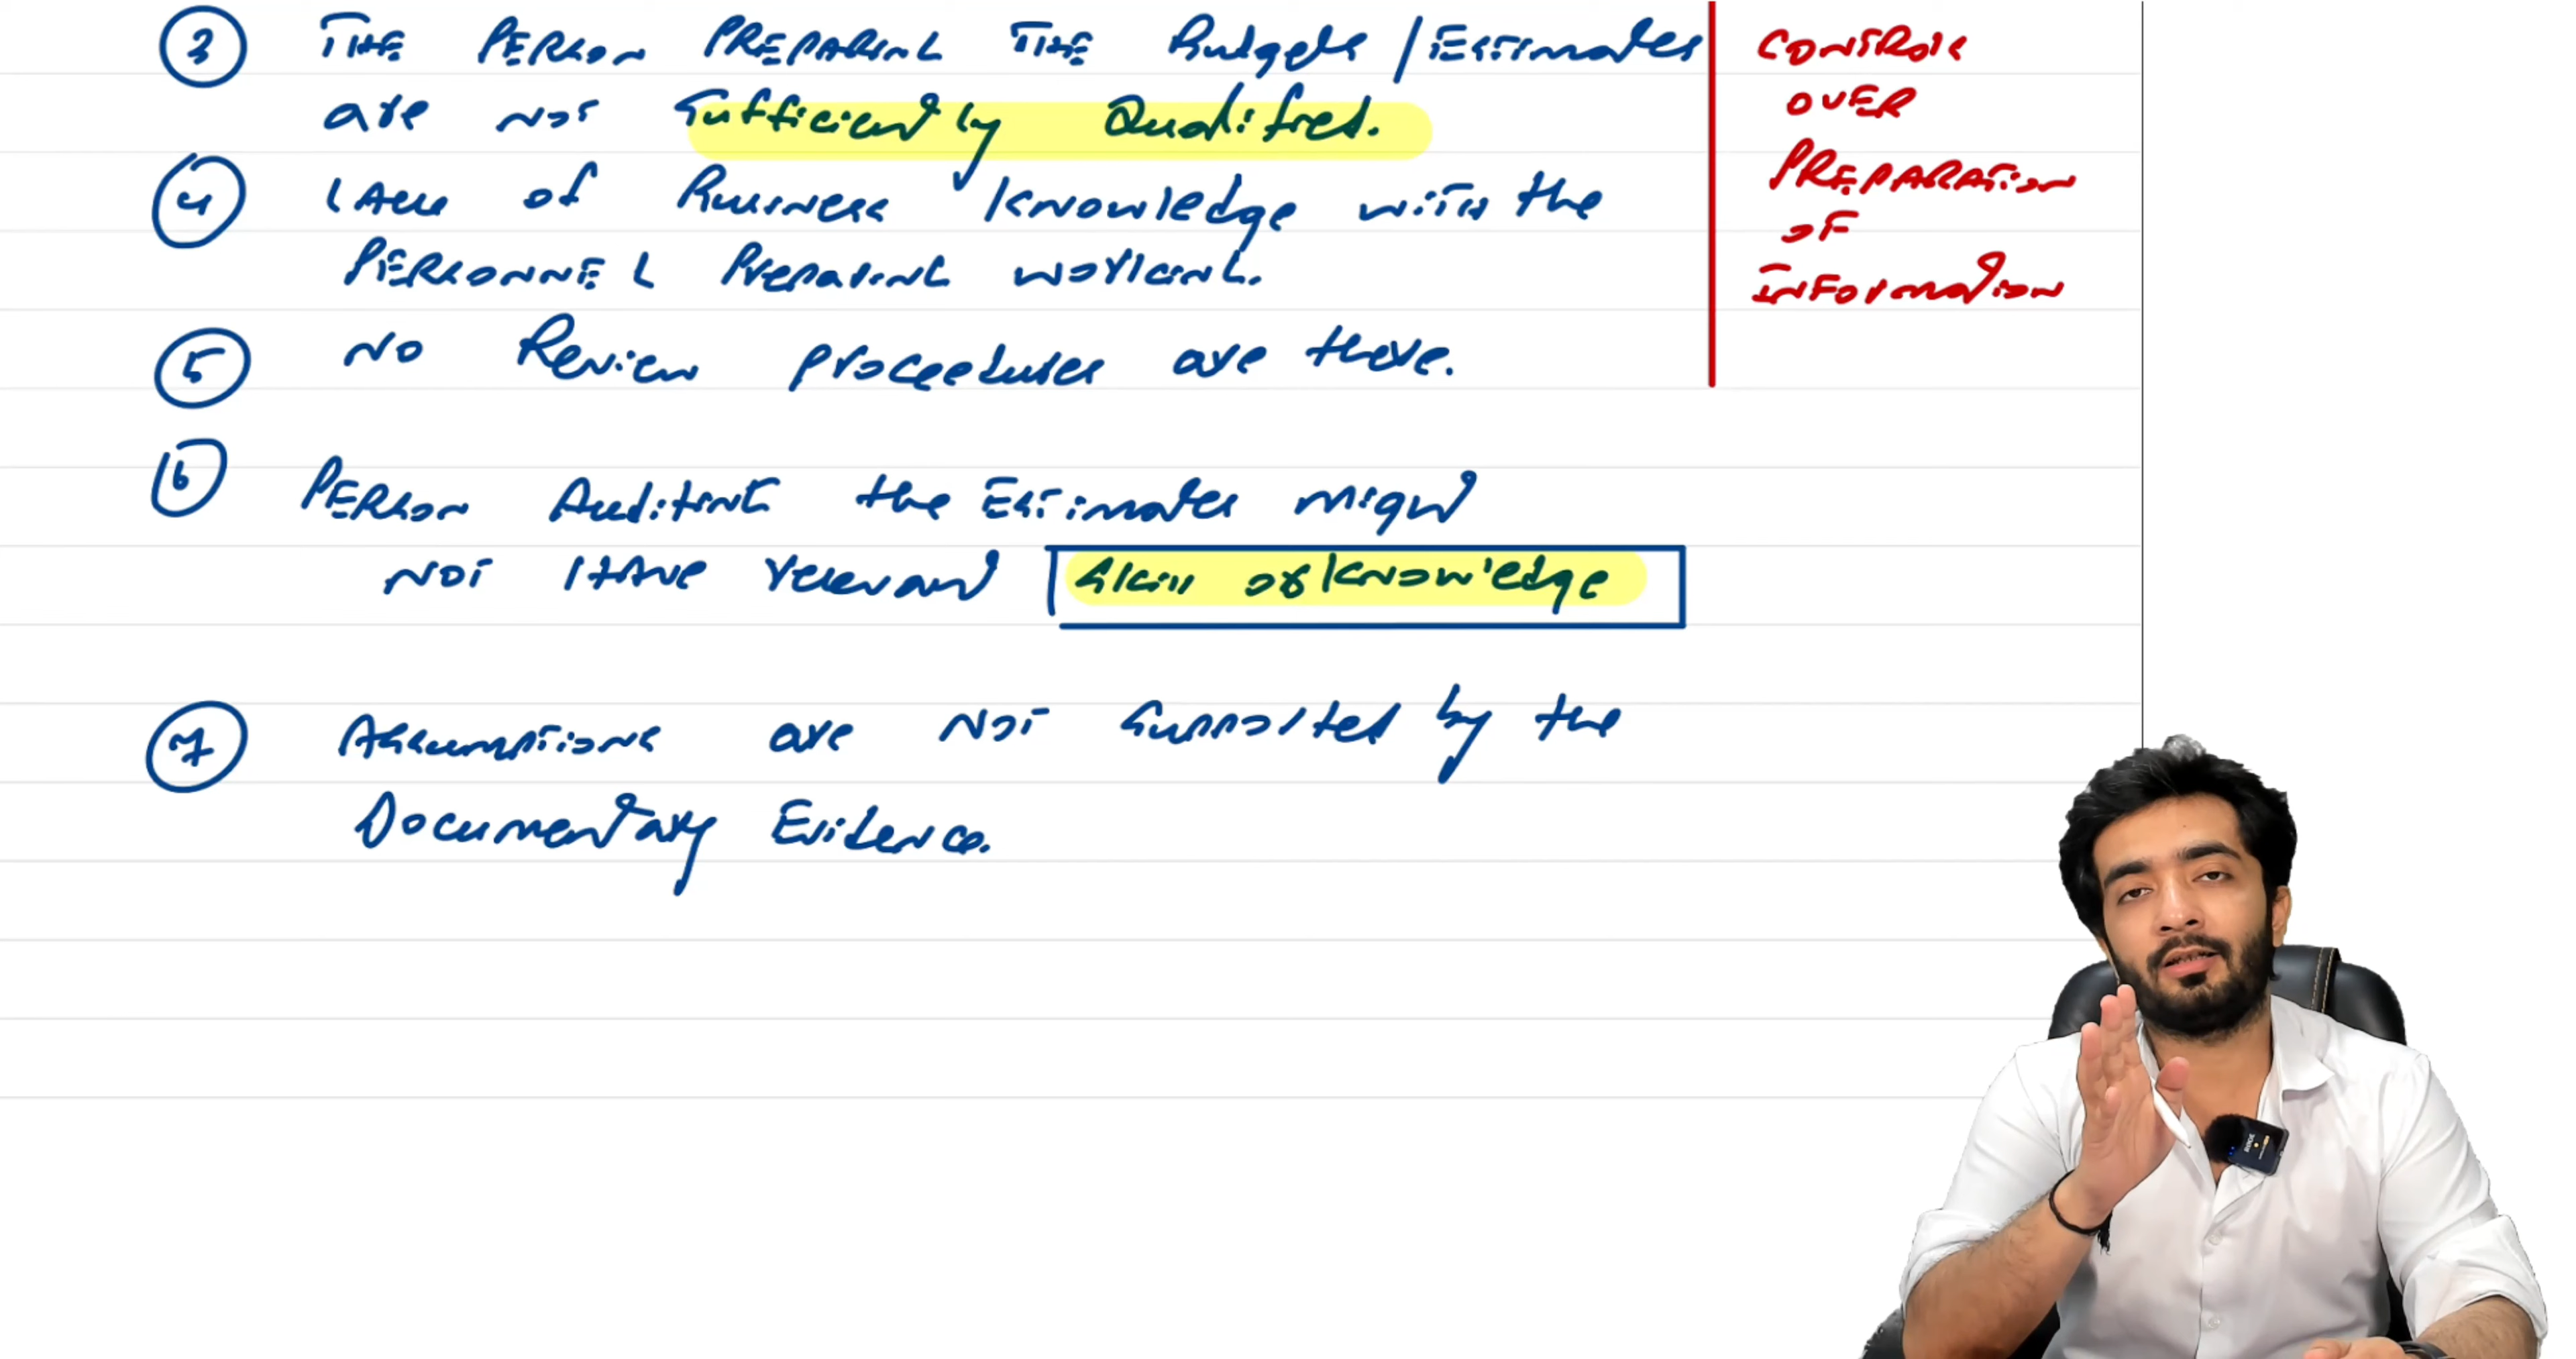 3 THE PERSON PREPARING THE Budgets / Estimates
are not Sufficiently Qualified.
4 LACK of Business Knowledge with the
PERSONNEL Preparing working.
5 No Review procedures are there.
6 PERSON Auditing the Estimates might
not HAVE relevant Skill or Knowledge
7 Assumptions are not Supported by the
Documentary Evidence.
CONTROLS
OVER
PREPARATION
OF
INFORMATION